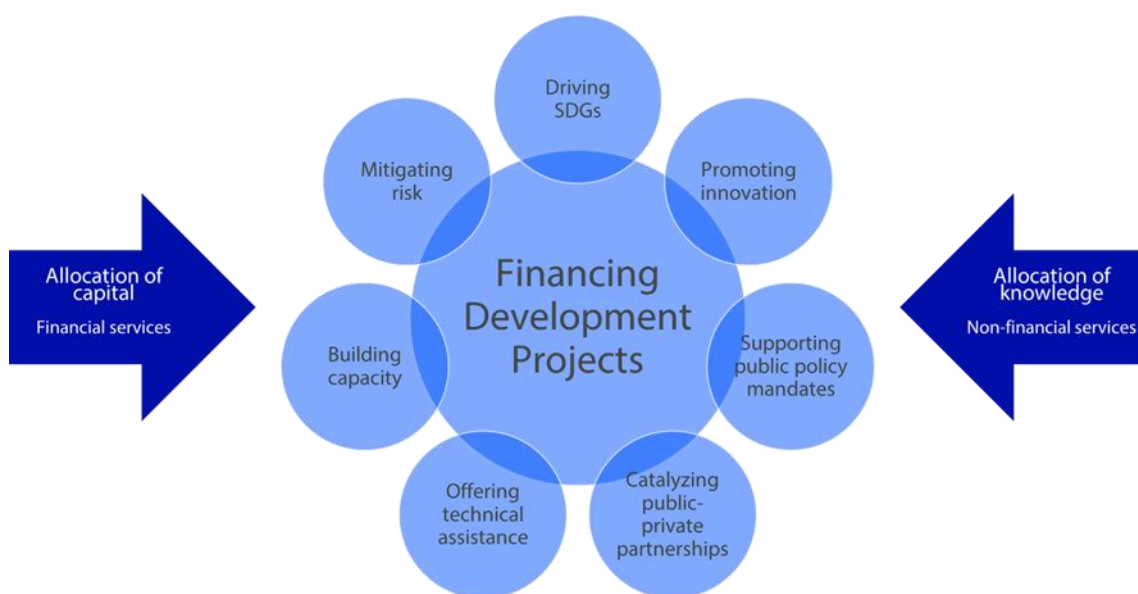 Driving
SDGs
Promoting
innovation
Supporting
public policy
mandates
Catalyzing
public-
private
partnerships
Offering
technical
assistance
Building
capacity
Mitigating
risk
Financing
Development
Projects
Allocation of
capital
Financial services
Allocation of
knowledge
Non-financial services